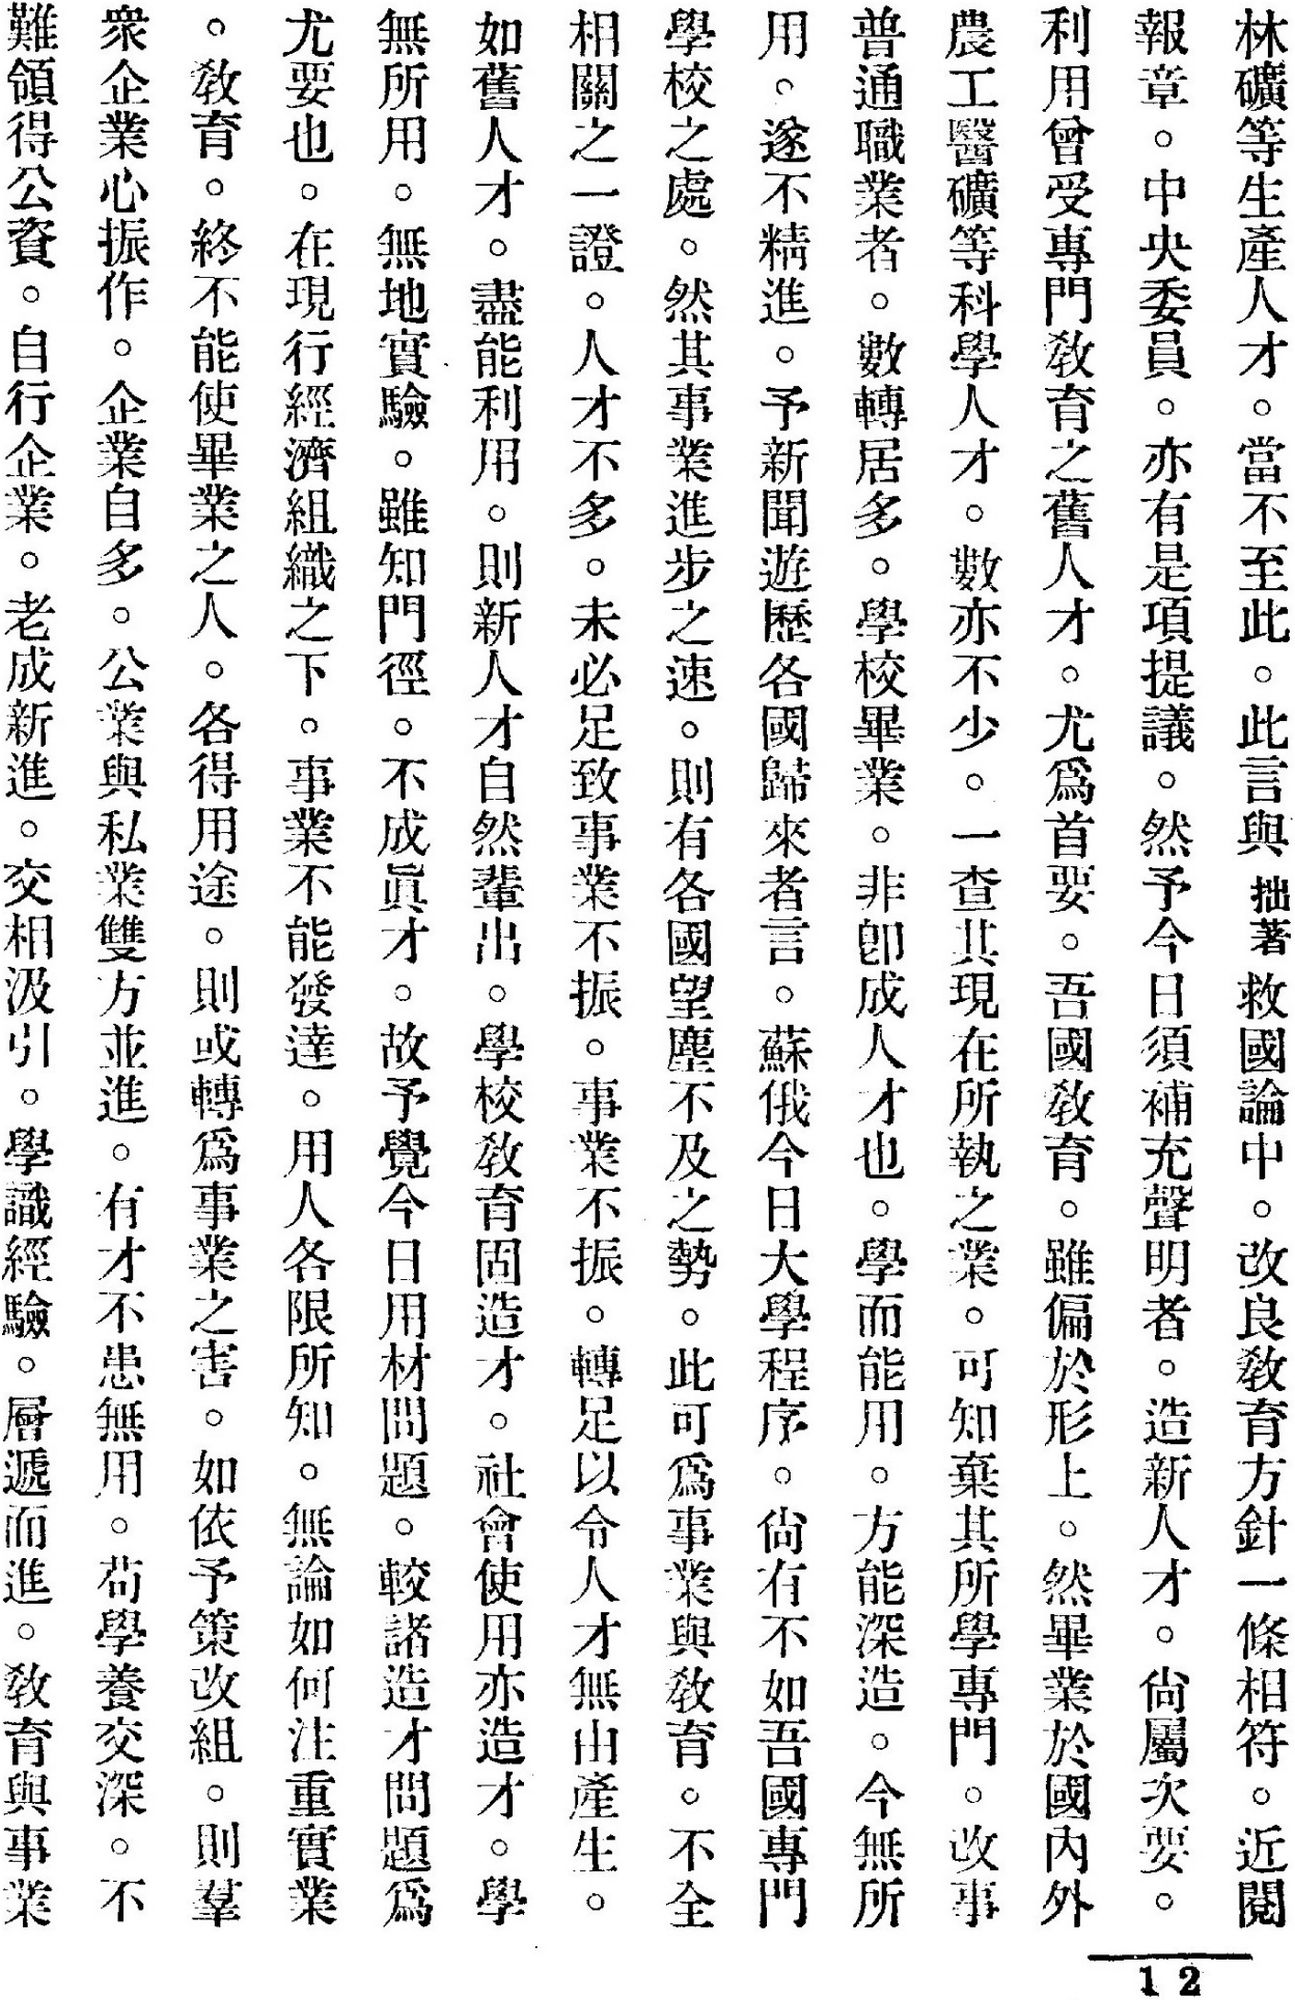 林礦等生產人才。當不至此。此言與拙著救國論中。改良教育方針一條相符。近閱
報章。中央委員。亦有是項提議。然予今日須補充聲明者。造新人才。尙屬次要。
利用曾受專門教育之舊人才。尤爲首要。吾國教育。雖偏於形上。然畢業於國內外
農工醫礦等科學人才。數亦不少。一查其現在所執之業。可知棄其所學專門。改事
普通職業者。數轉居多。學校畢業。非卽成人才也。學而能用。方能深造。今無所
用。遂不精進。予新聞遊歷各國歸來者言。蘇俄今日大學程序。尙有不如吾國專門
學校之處。然其事業進步之速。則有各國望塵不及之勢。此可爲事業與教育。不全
相關之一證。人才不多。未必足致事業不振。事業不振。轉足以令人才無由產生。
如舊人才。盡能利用。則新人才自然輩出。學校教育固造才。社會使用亦造才。學
無所用。無地實驗。雖知門徑。不成眞才。故予覺今日用材問題。較諸造才問題爲
尤要也。在現行經濟組織之下。事業不能發達。用人各限所知。無論如何注重實業
。教育。終不能使畢業之人。各得用途。則或轉爲事業之害。如依予策改組。則羣
衆企業心振作。企業自多。公業與私業雙方並進。有才不患無用。苟學養交深。不
難領得公資。自行企業。老成新進。交相汲引。學識經驗。層遞而進。教育與事業
12